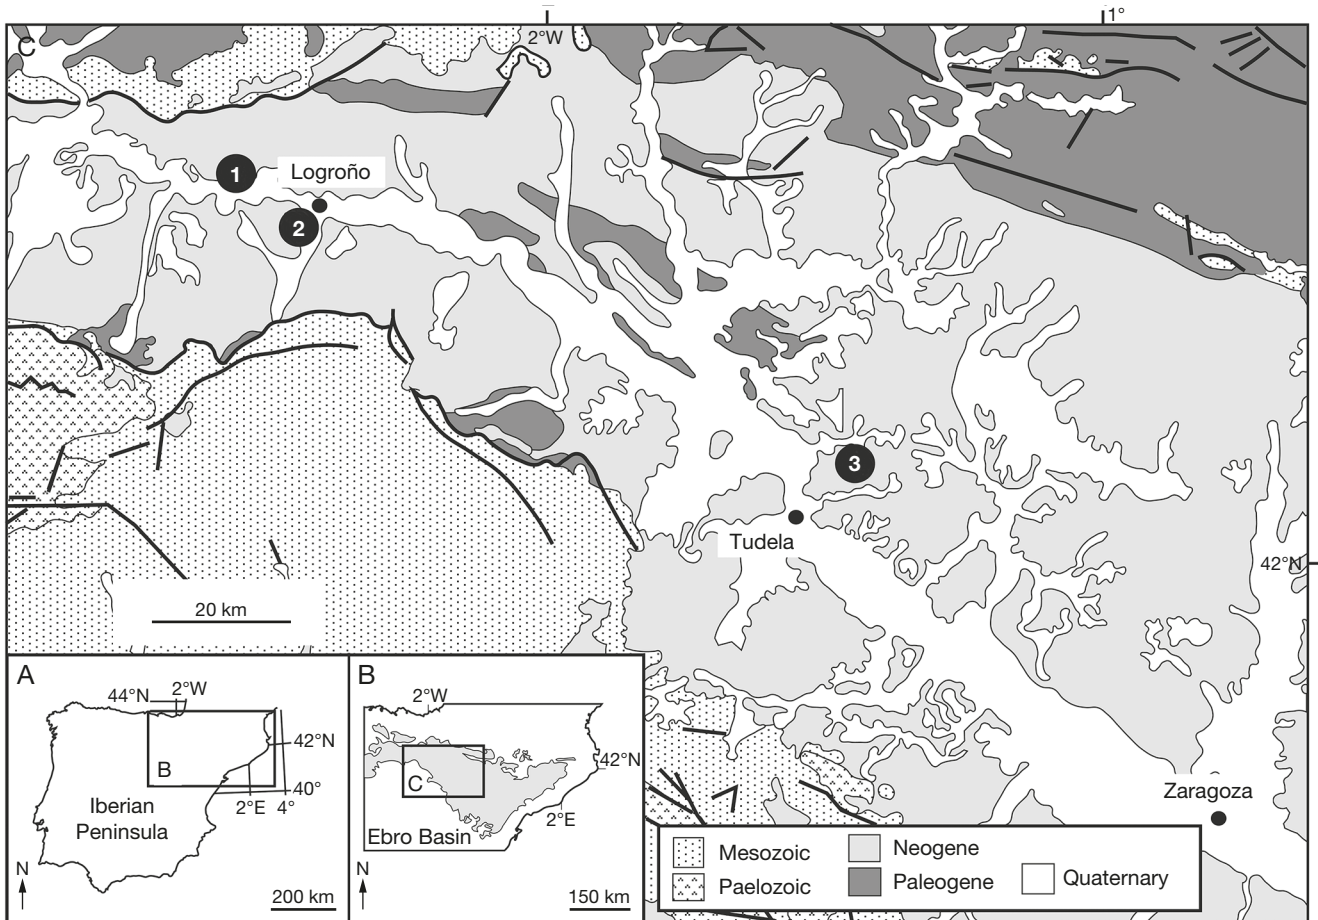 1°
C
2°W
1
Logroño
2
3
Tudela
42°N
20 km
A
44°N
2°W
42°N
B
40°
2°E 4°
Iberian
Peninsula
N
200 km
B
2°W
42°N
C
2°E
Ebro Basin
N
150 km
Zaragoza
Mesozoic
Paelozoic
Neogene
Paleogene
Quaternary